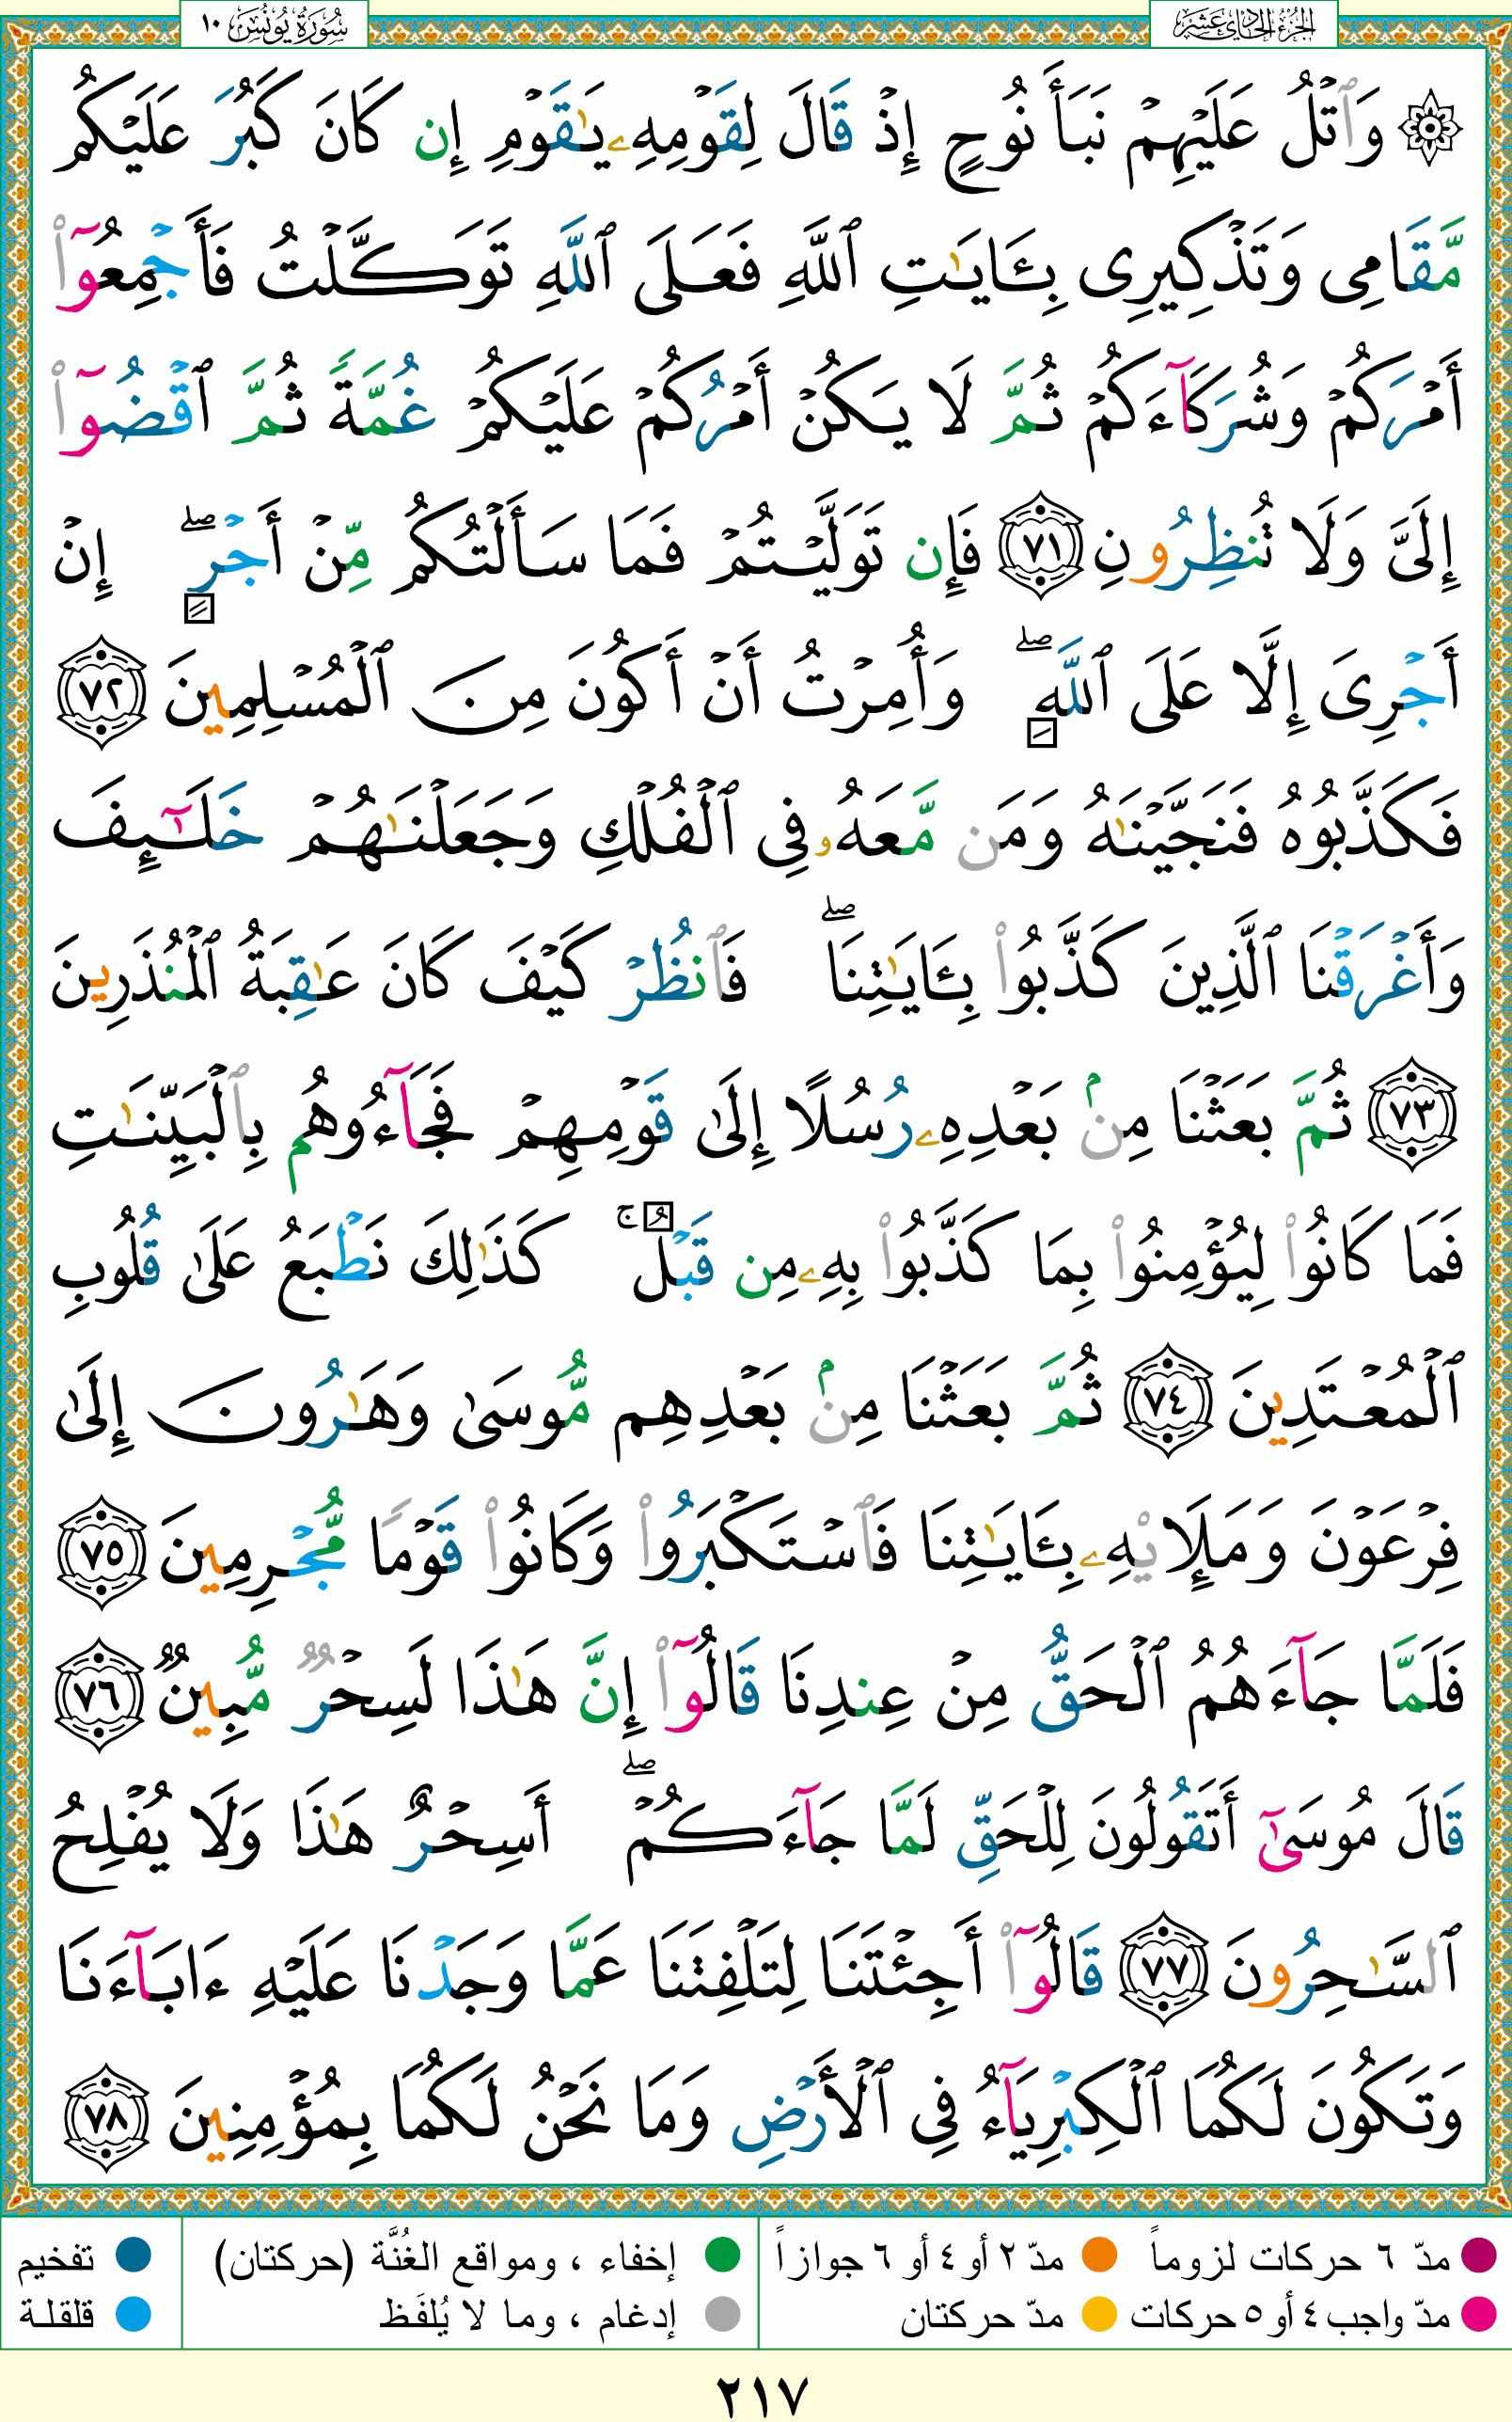 الجزء الحادي عشر
سورة يونس ١٠
۞ وَٱتۡلُ عَلَيۡهِمۡ نَبَأَ نُوحٍ إِذۡ قَالَ لِقَوۡمِهِۦ يَٰقَوۡمِ إِن كَانَ كَبُرَ عَلَيۡكُم
مَّقَامِي وَتَذۡكِيرِي بِـَٔايَٰتِ ٱللَّهِ فَعَلَى ٱللَّهِ تَوَكَّلۡتُ فَأَجۡمِعُوٓاْ
أَمۡرَكُمۡ وَشُرَكَآءَكُمۡ ثُمَّ لَا يَكُنۡ أَمۡرُكُمۡ عَلَيۡكُمۡ غُمَّةٗ ثُمَّ ٱقۡضُوٓاْ
إِلَيَّ وَلَا تُنظِرُونِ ٧١ فَإِن تَوَلَّيۡتُمۡ فَمَا سَأَلۡتُكُم مِّنۡ أَجۡرٍۖ إِنۡ
أَجۡرِيَ إِلَّا عَلَى ٱللَّهِۖ وَأُمِرۡتُ أَنۡ أَكُونَ مِنَ ٱلۡمُسۡلِمِينَ ٧٢
فَكَذَّبُوهُ فَنَجَّيۡنَٰهُ وَمَن مَّعَهُۥ فِي ٱلۡفُلۡكِ وَجَعَلۡنَٰهُمۡ خَلَٰٓئِفَ
وَأَغۡرَقۡنَا ٱلَّذِينَ كَذَّبُواْ بِـَٔايَٰتِنَاۖ فَٱنظُرۡ كَيۡفَ كَانَ عَٰقِبَةُ ٱلۡمُنذَرِينَ
٧٣ ثُمَّ بَعَثۡنَا مِنۢ بَعۡدِهِۦ رُسُلًا إِلَىٰ قَوۡمِهِمۡ فَجَآءُوهُم بِٱلۡبَيِّنَٰتِ
فَمَا كَانُواْ لِيُؤۡمِنُواْ بِمَا كَذَّبُواْ بِهِۦ مِن قَبۡلُۚ كَذَٰلِكَ نَطۡبَعُ عَلَىٰ قُلُوبِ
ٱلۡمُعۡتَدِينَ ٧٤ ثُمَّ بَعَثۡنَا مِنۢ بَعۡدِهِم مُّوسَىٰ وَهَٰرُونَ إِلَىٰ
فِرۡعَوۡنَ وَمَلَإِيْهِۦ بِـَٔايَٰتِنَا فَٱسۡتَكۡبَرُواْ وَكَانُواْ قَوۡمٗا مُّجۡرِمِينَ ٧٥
فَلَمَّا جَآءَهُمُ ٱلۡحَقُّ مِنۡ عِندِنَا قَالُوٓاْ إِنَّ هَٰذَا لَسِحۡرٞ مُّبِينٞ ٧٦
قَالَ مُوسَىٰٓ أَتَقُولُونَ لِلۡحَقِّ لَمَّا جَآءَكُمۡۖ أَسِحۡرٌ هَٰذَا وَلَا يُفۡلِحُ
ٱلسَّٰحِرُونَ ٧٧ قَالُوٓاْ أَجِئۡتَنَا لِتَلۡفِتَنَا عَمَّا وَجَدۡنَا عَلَيۡهِ ءَابَآءَنَا
وَتَكُونَ لَكُمَا ٱلۡكِبۡرِيَآءُ فِي ٱلۡأَرۡضِ وَمَا نَحۡنُ لَكُمَا بِمُؤۡمِنِينَ ٧٨
مدّ ٦ حركات لزوماً مدّ ٢ أو ٤ أو ٦ جوازاً إخفاء ، ومواقع الغُنَّة (حركتان) تفخيم
مدّ واجب ٤ أو ٥ حركات مدّ حركتان إدغام ، وما لا يُلفَظ قلقلة
٢١٧